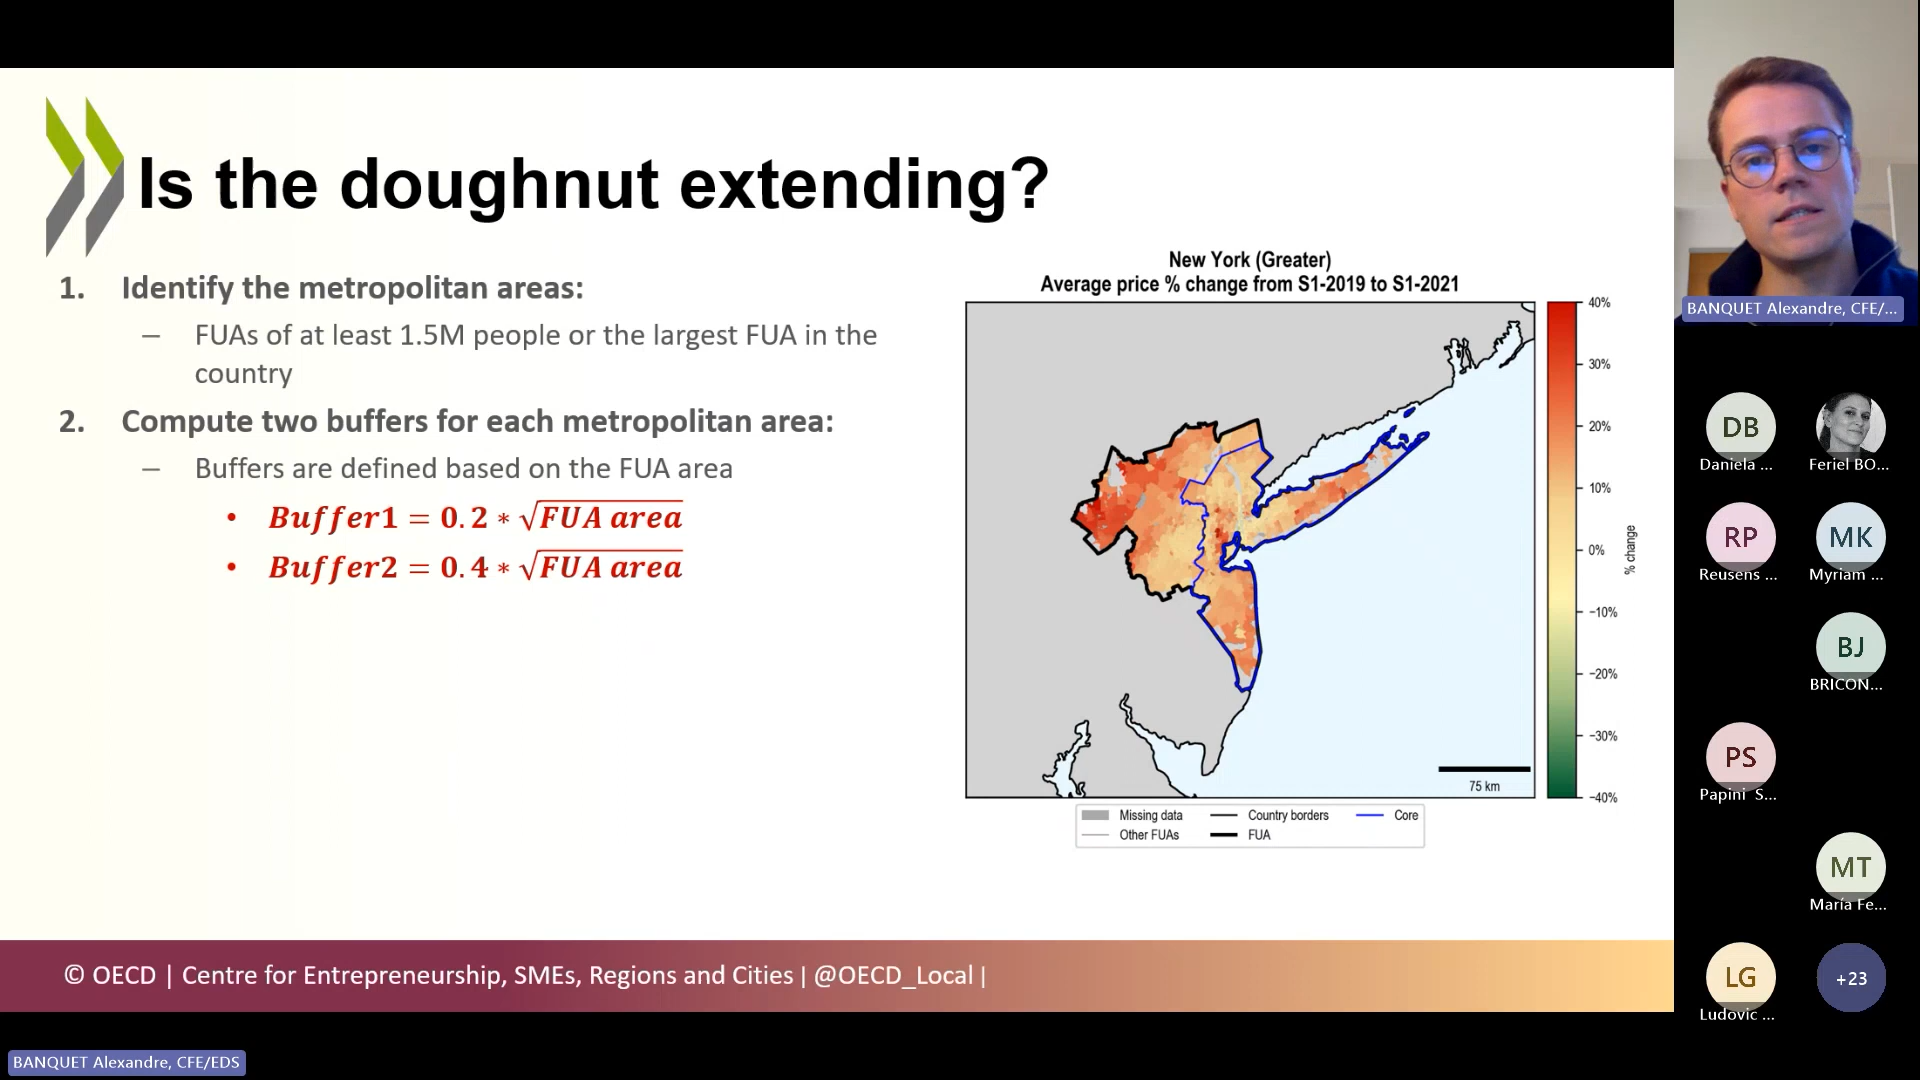 Is the doughnut extending?
1. Identify the metropolitan areas:
– FUAs of at least 1.5M people or the largest FUA in the
country
2. Compute two buffers for each metropolitan area:
– Buffers are defined based on the FUA area
• Buffer1 = 0.2 * √FUA area
• Buffer2 = 0.4 * √FUA area
New York (Greater)
Average price % change from S1-2019 to S1-2021
40%
30%
20%
10%
0%
−10%
−20%
−30%
−40%
% change
75 km
Missing data
Country borders
Core
Other FUAs
FUA
© OECD | Centre for Entrepreneurship, SMEs, Regions and Cities | @OECD_Local |
BANQUET Alexandre, CFE/EDS
BANQUET Alexandre, CFE/...
DB
Daniela ...
Feriel BO...
RP
Reusens ...
MK
Myriam ...
BJ
BRICON...
PS
Papini S...
MT
María Fe...
LG
Ludovic ...
+23